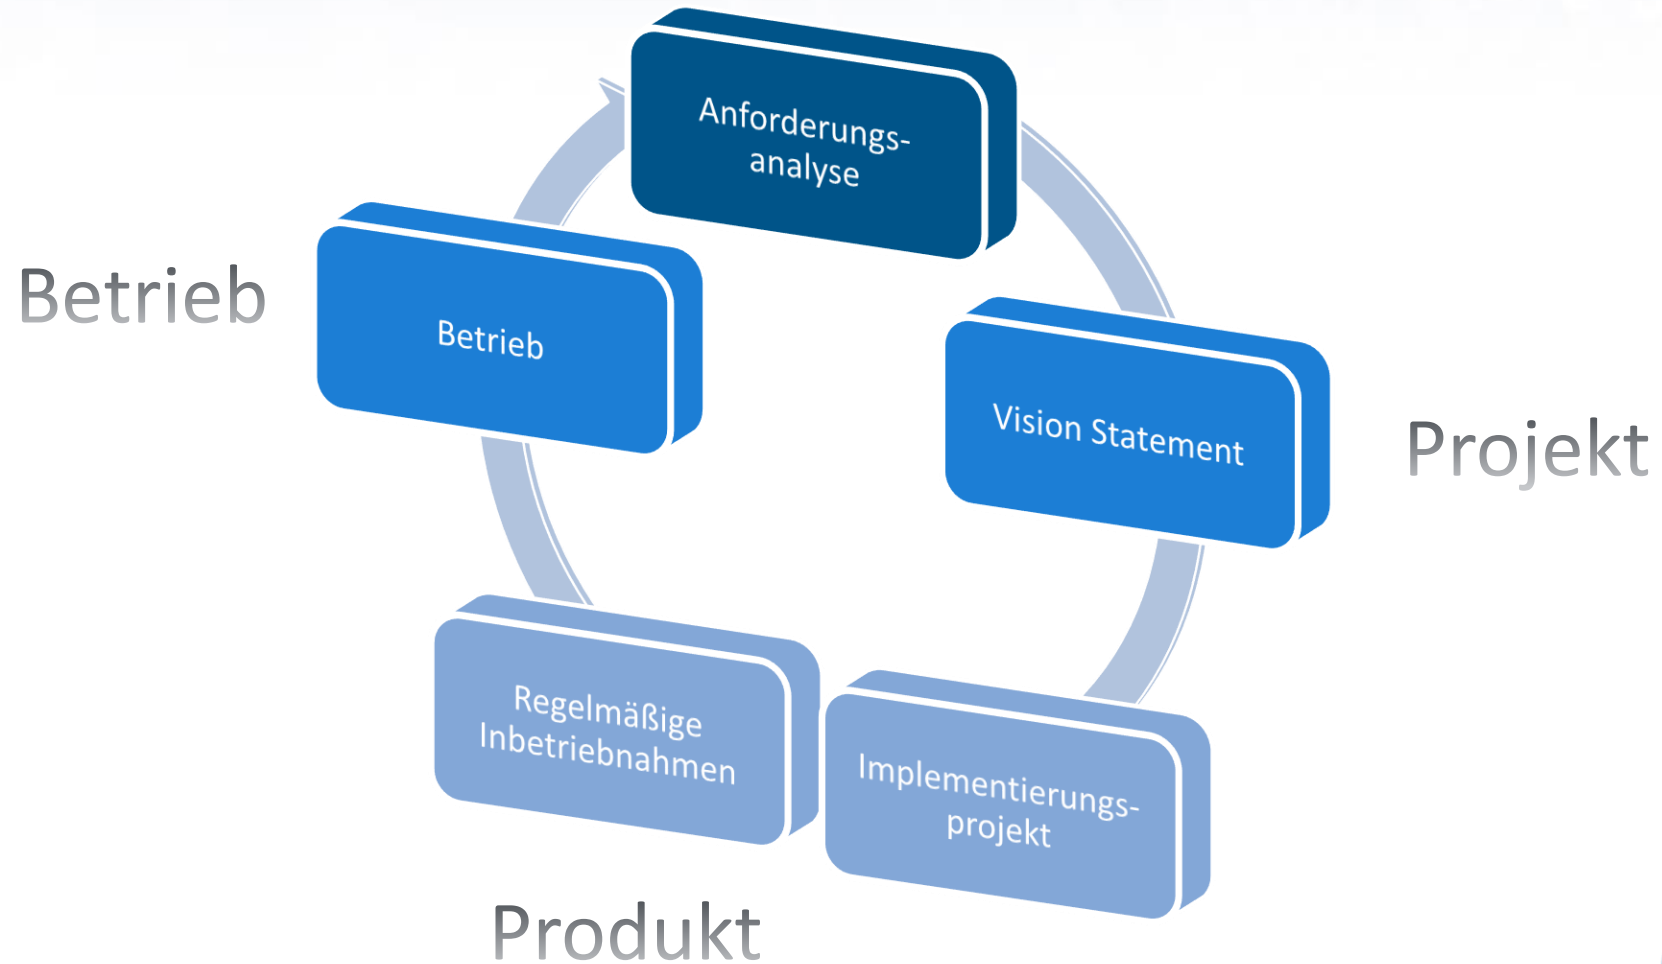 Anforderungs-
analyse
Betrieb
Betrieb
Vision Statement
Projekt
Regelmäßige
Inbetriebnahmen
Implementierungs-
projekt
Produkt